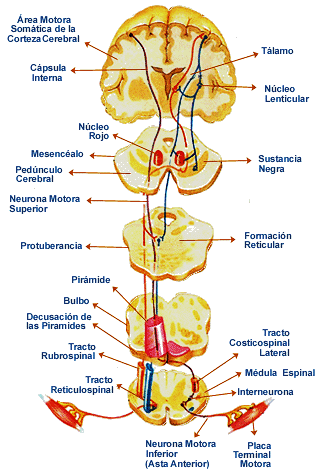 Área Motora
Somática de la
Corteza Cerebral
Cápsula
Interna
Tálamo
Núcleo
Lenticular
Núcleo
Rojo
Mesencéalo
Pedúnculo
Cerebral
Sustancia
Negra
Neurona Motora
Superior
Protuberancia
Formación
Reticular
Pirámide
Bulbo
Decusación de
las Piramides
Tracto
Rubrospinal
Tracto
Reticulospinal
Tracto
Costicospinal
Lateral
Médula Espinal
Interneurona
Neurona Motora
Inferior
(Asta Anterior)
Placa
Terminal
Motora